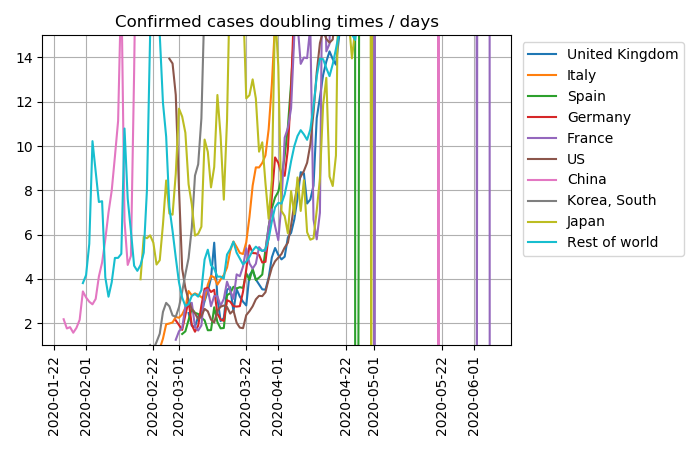 Confirmed cases doubling times / days
14
12
10
8
6
4
2
2020-01-22
2020-02-01
2020-02-22
2020-03-01
2020-03-22
2020-04-01
2020-04-22
2020-05-01
2020-05-22
2020-06-01
United Kingdom
Italy
Spain
Germany
France
US
China
Korea, South
Japan
Rest of world